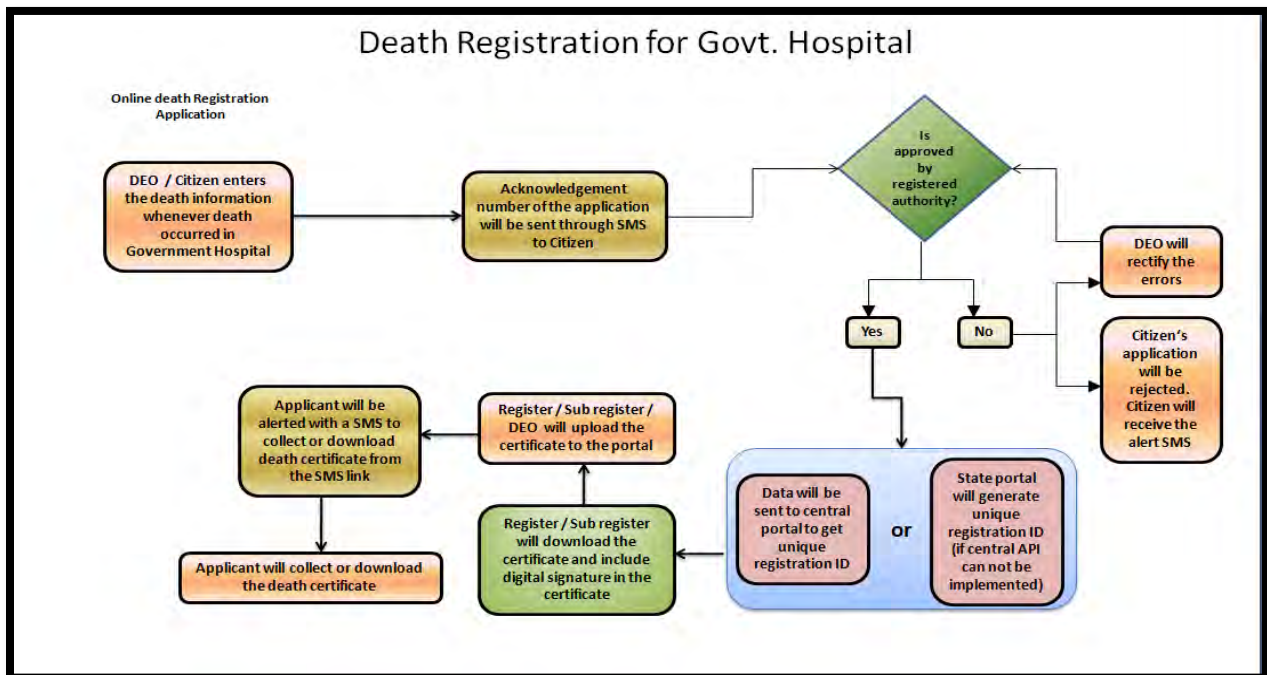 Death Registration for Govt. Hospital
Online death Registration
Application
DEO / Citizen enters
the death information
whenever death
occurred in
Government Hospital
Acknowledgement
number of the application
will be sent through SMS
to Citizen
Is
approved
by
registered
authority?
DEO will
rectify the
errors
Yes
No
Citizen's
application
will be
rejected.
Citizen will
receive the
alert SMS
Data will be
sent to central
portal to get
unique
registration ID
or
State portal
will generate
unique
registration ID
(if central API
can not be
implemented)
Register / Sub register
will download the
certificate and include
digital signature in the
certificate
Register / Sub register /
DEO will upload the
certificate to the portal
Applicant will be
alerted with a SMS to
collect or download
death certificate from
the SMS link
Applicant will collect or download
the death certificate